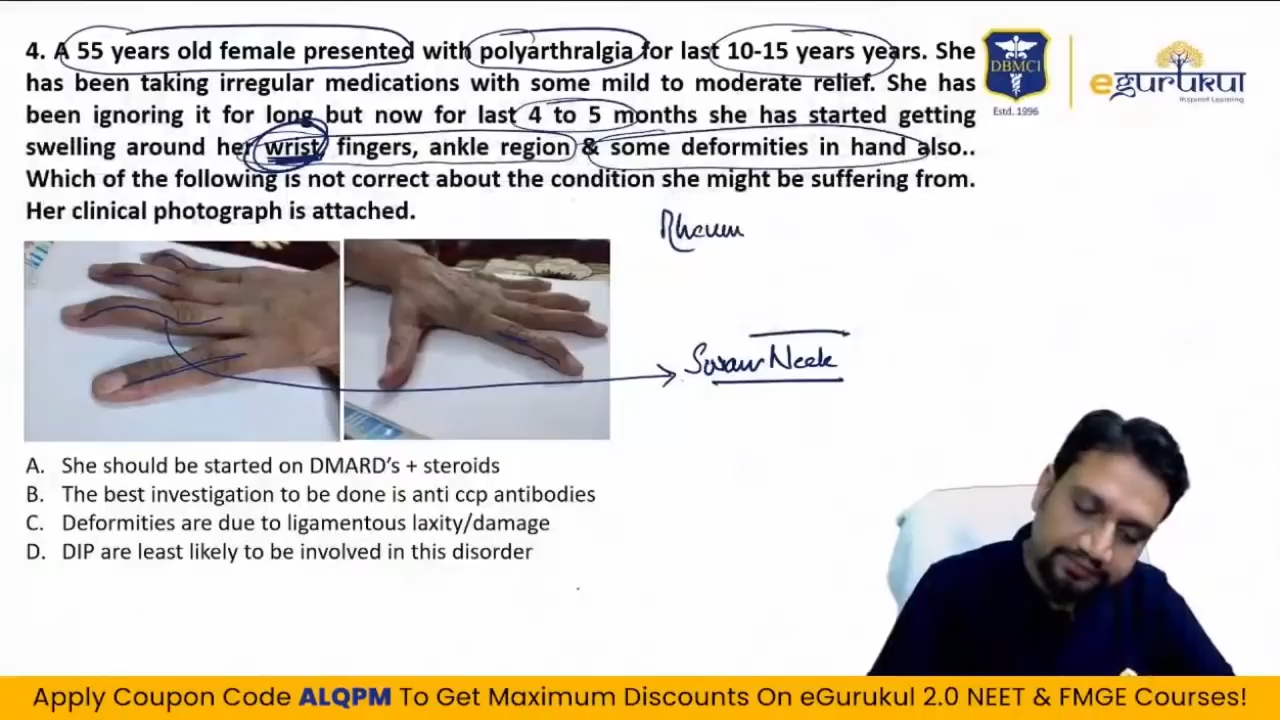 4. A 55 years old female presented with polyarthralgia for last 10-15 years years. She
has been taking irregular medications with some mild to moderate relief. She has
been ignoring it for long but now for last 4 to 5 months she has started getting
swelling around her wrist, fingers, ankle region & some deformities in hand also..
Which of the following is not correct about the condition she might be suffering from.
Her clinical photograph is attached.
DBMCI
Estd. 1996
eGurukul
Inspired Learning
Rheum
Swan Neck
A. She should be started on DMARD's + steroids
B. The best investigation to be done is anti ccp antibodies
C. Deformities are due to ligamentous laxity/damage
D. DIP are least likely to be involved in this disorder
Apply Coupon Code ALQPM To Get Maximum Discounts On eGurukul 2.0 NEET & FMGE Courses!